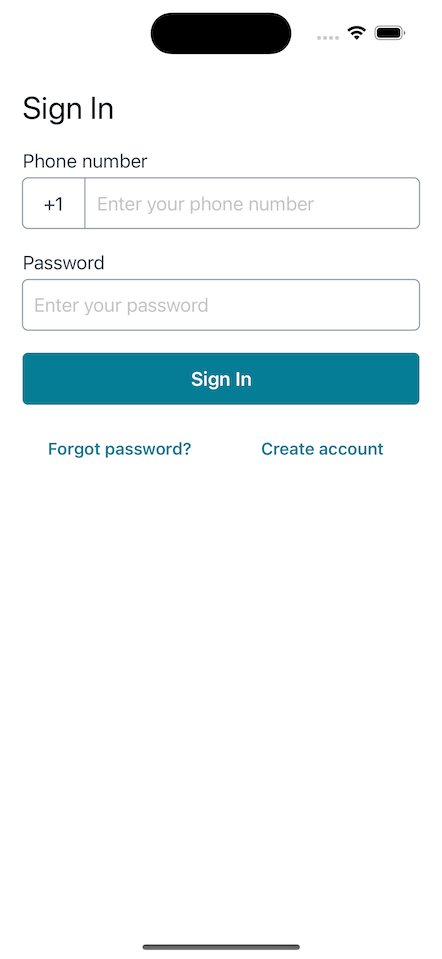 Sign In
Phone number
+1 Enter your phone number
Password
Enter your password
Sign In
Forgot password? Create account